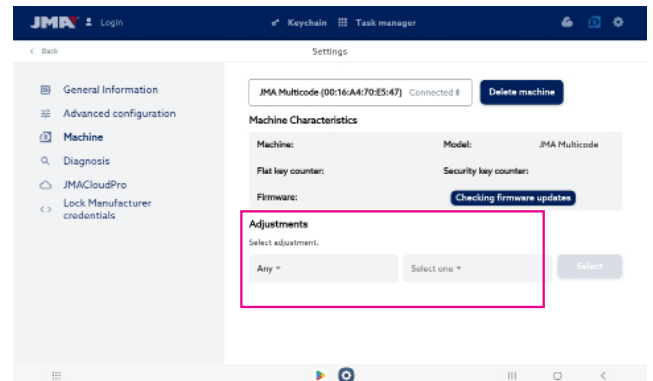 JMA Login Keychain Task manager
Back Settings
General Information
Advanced configuration
Machine
Diagnosis
JMACloudPro
Lock Manufacturer
credentials
JMA Multicode (00:16:A4:70:E5:47) Connected Delete machine
Machine Characteristics
Machine: Model: JMA Multicode
Flat key counter: Security key counter:
Firmware: Checking firmware updates
Adjustments
Select adjustment.
Any Select one Select